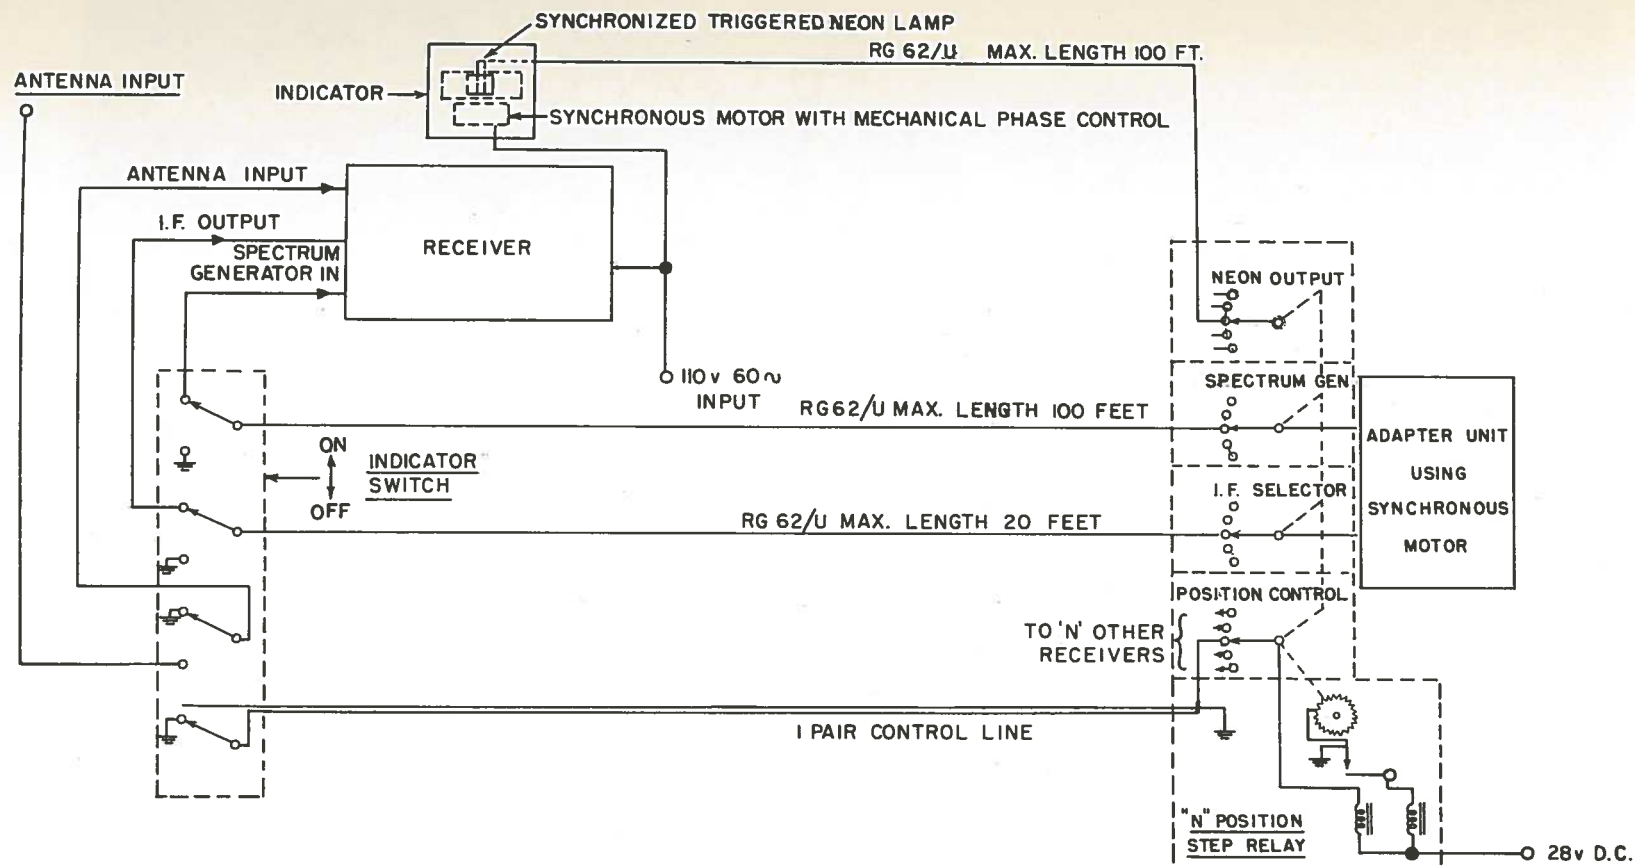 SYNCHRONIZED TRIGGERED NEON LAMP
RG 62/U MAX. LENGTH 100 FT.
ANTENNA INPUT
INDICATOR
SYNCHRONOUS MOTOR WITH MECHANICAL PHASE CONTROL
ANTENNA INPUT
I.F. OUTPUT
SPECTRUM
GENERATOR IN
RECEIVER
NEON OUTPUT
110v 60~
INPUT
SPECTRUM GEN.
RG62/U MAX. LENGTH 100 FEET
ON
OFF
INDICATOR
SWITCH
ADAPTER UNIT
USING
SYNCHRONOUS
MOTOR
I.F. SELECTOR
RG 62/U MAX. LENGTH 20 FEET
POSITION CONTROL
TO 'N' OTHER
RECEIVERS
1 PAIR CONTROL LINE
"N" POSITION
STEP RELAY
28v D.C.